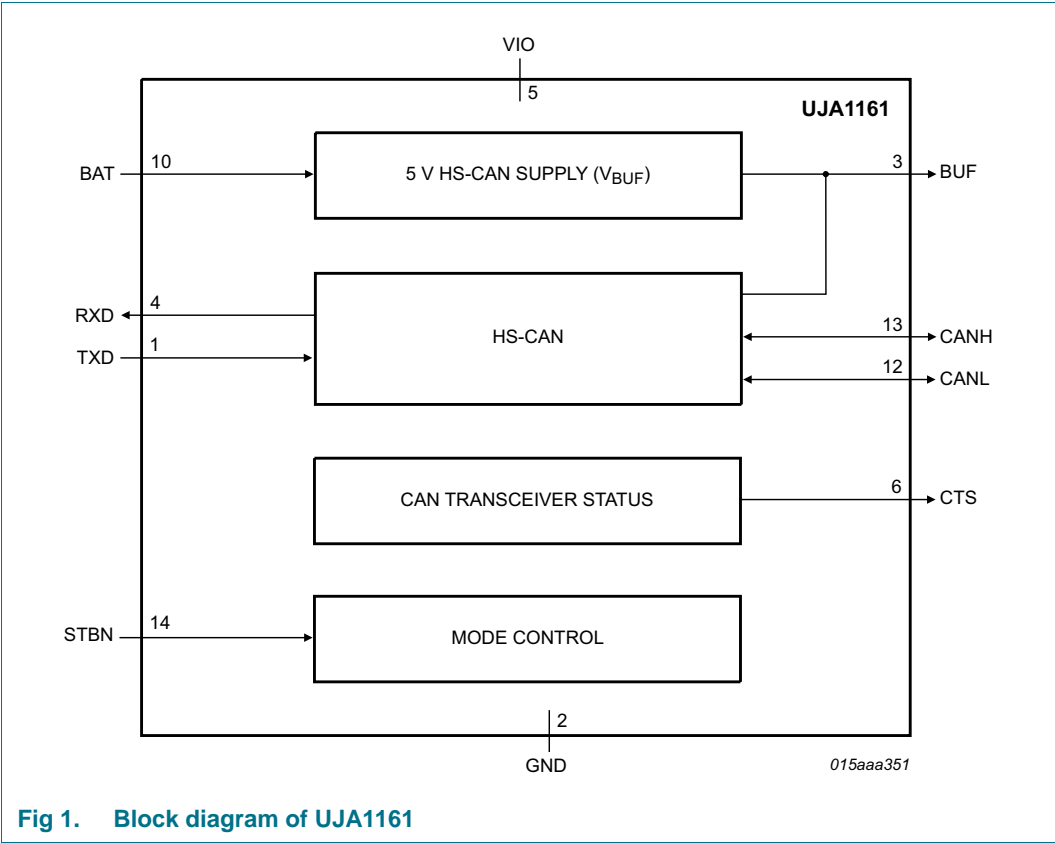 VIO
5
UJA1161
BAT
10
5 V HS-CAN SUPPLY (VBUF)
3
BUF
RXD
4
HS-CAN
13
CANH
TXD
1
12
CANL
CAN TRANSCEIVER STATUS
6
CTS
STBN
14
MODE CONTROL
2
GND
015aaa351
Fig 1. Block diagram of UJA1161